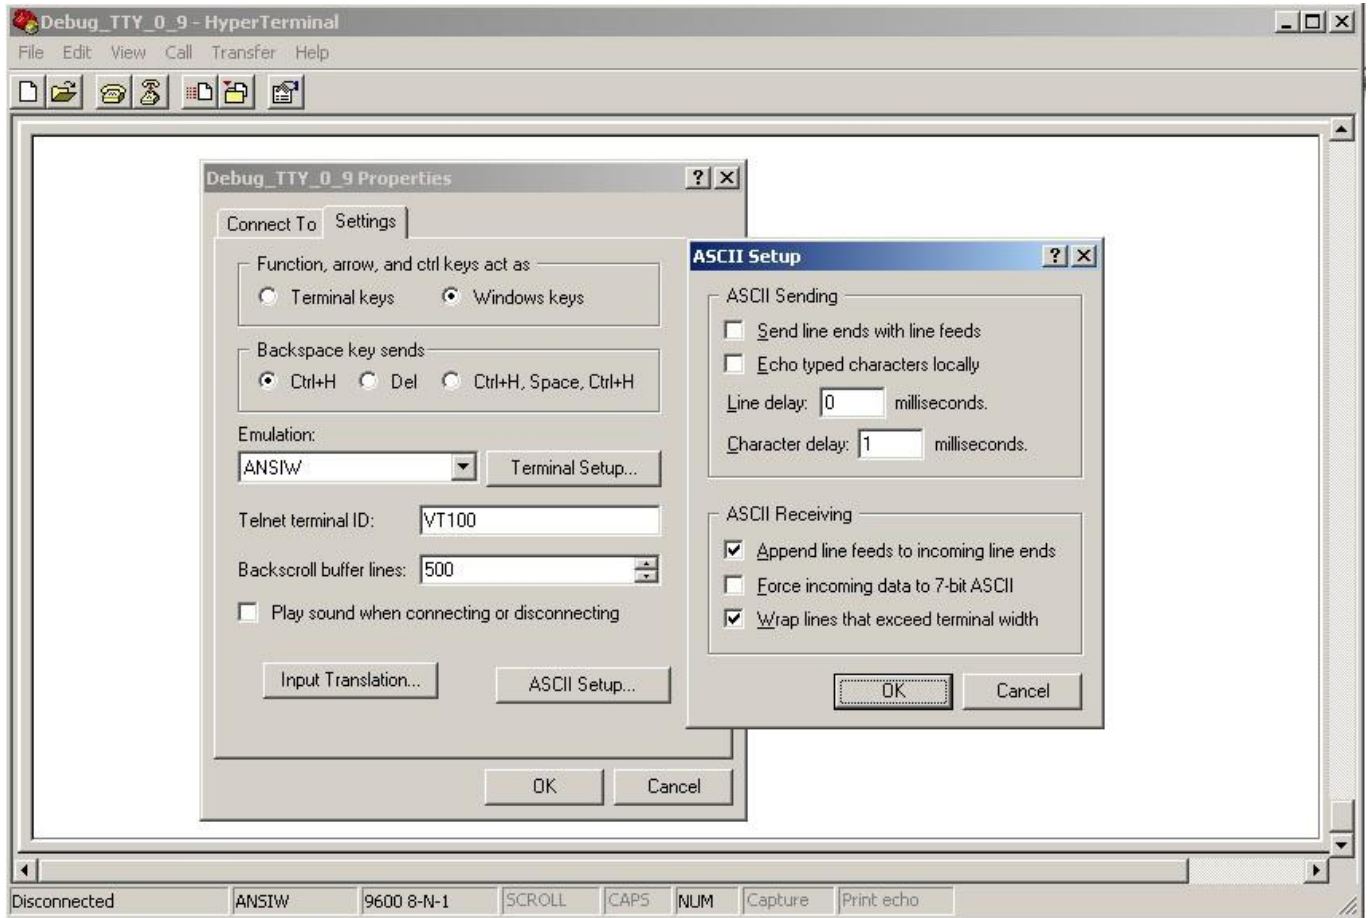 Debug_TTY_0_9 - HyperTerminal
File Edit View Call Transfer Help
Debug_TTY_0_9 Properties
Connect To Settings
Function, arrow, and ctrl keys act as
Terminal keys Windows keys
Backspace key sends
Ctrl+H Del Ctrl+H, Space, Ctrl+H
Emulation:
ANSIW Terminal Setup...
Telnet terminal ID: VT100
Backscroll buffer lines: 500
Play sound when connecting or disconnecting
Input Translation... ASCII Setup...
OK Cancel
ASCII Setup
ASCII Sending
Send line ends with line feeds
Echo typed characters locally
Line delay: 0 milliseconds.
Character delay: 1 milliseconds.
ASCII Receiving
Append line feeds to incoming line ends
Force incoming data to 7-bit ASCII
Wrap lines that exceed terminal width
OK Cancel
Disconnected ANSIW 9600 8-N-1 SCROLL CAPS NUM Capture Print echo